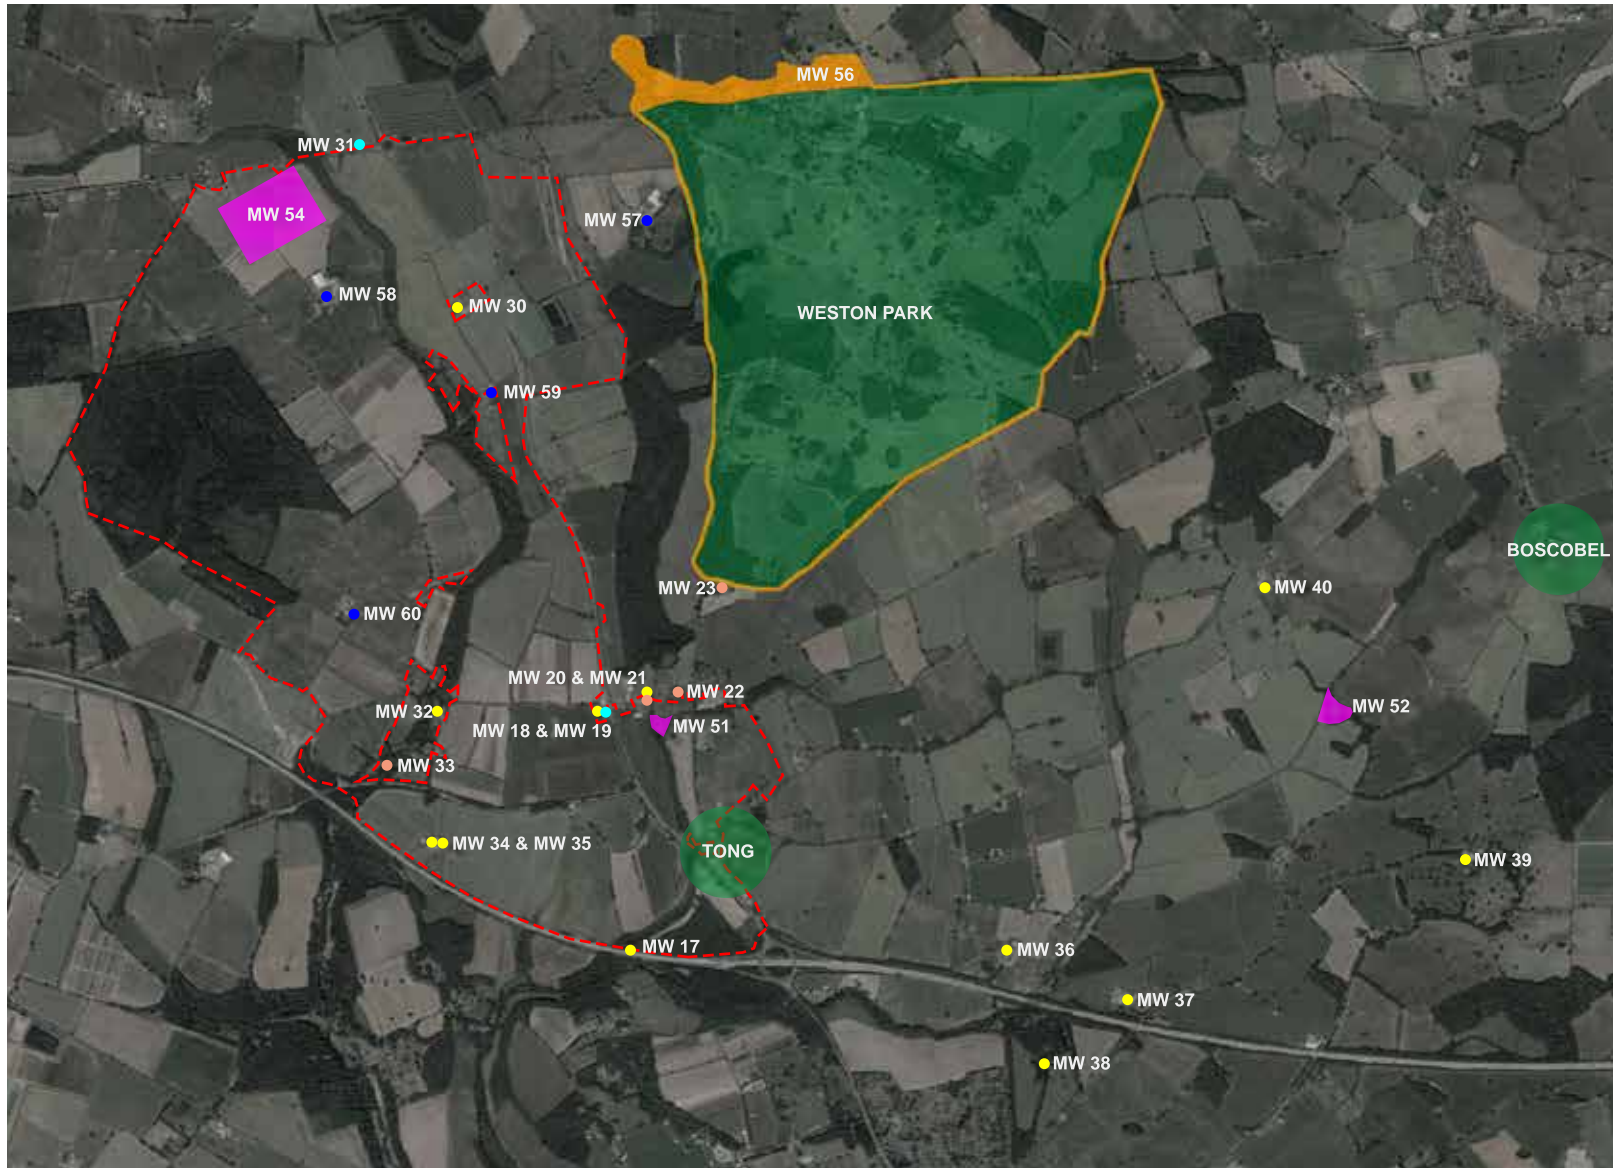 MW 56
MW 31
MW 54
MW 57
MW 58
MW 30
WESTON PARK
MW 59
BOSCOBEL
MW 23
MW 40
MW 60
MW 20 & MW 21
MW 22
MW 32
MW 18 & MW 19
MW 51
MW 52
MW 33
MW 34 & MW 35
TONG
MW 39
MW 17
MW 36
MW 37
MW 38